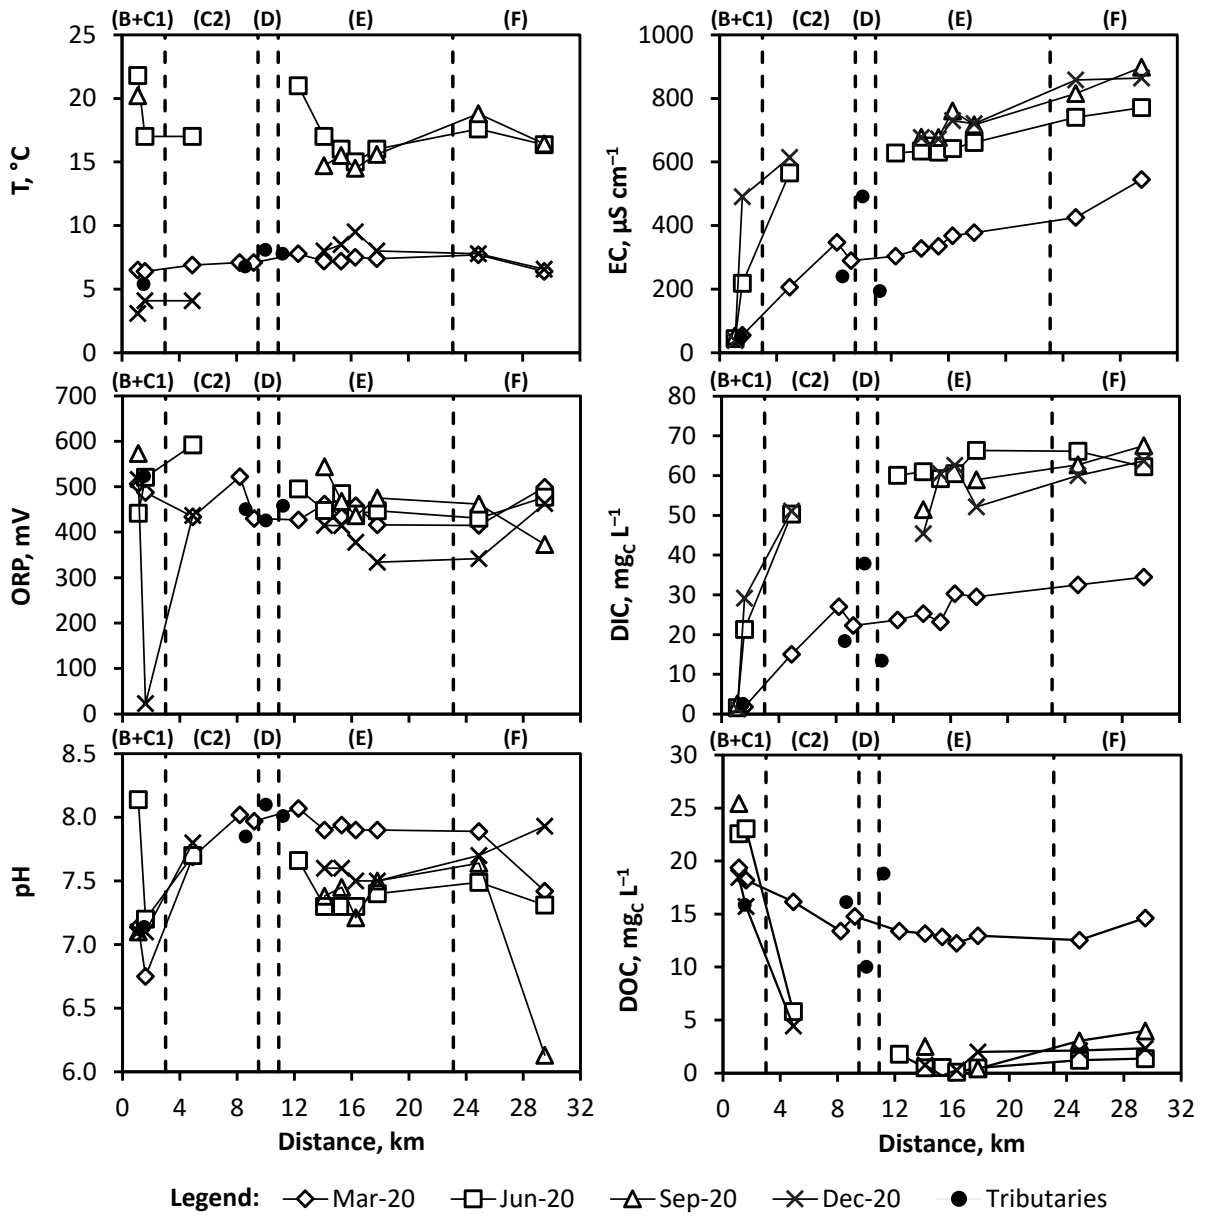 (B+C1) (C2) (D) (E) (F)
25
20
15
10
5
0
T, °C
(B+C1) (C2) (D) (E) (F)
1000
800
600
400
200
0
EC, µS cm⁻¹
(B+C1) (C2) (D) (E) (F)
700
600
500
400
300
200
100
0
ORP, mV
(B+C1) (C2) (D) (E) (F)
80
70
60
50
40
30
20
10
0
DIC, mgC L⁻¹
(B+C1) (C2) (D) (E) (F)
8.5
8.0
7.5
7.0
6.5
6.0
pH
0 4 8 12 16 20 24 28 32
Distance, km
(B+C1) (C2) (D) (E) (F)
30
25
20
15
10
5
0
DOC, mgC L⁻¹
0 4 8 12 16 20 24 28 32
Distance, km
Legend: Mar-20 Jun-20 Sep-20 Dec-20 Tributaries